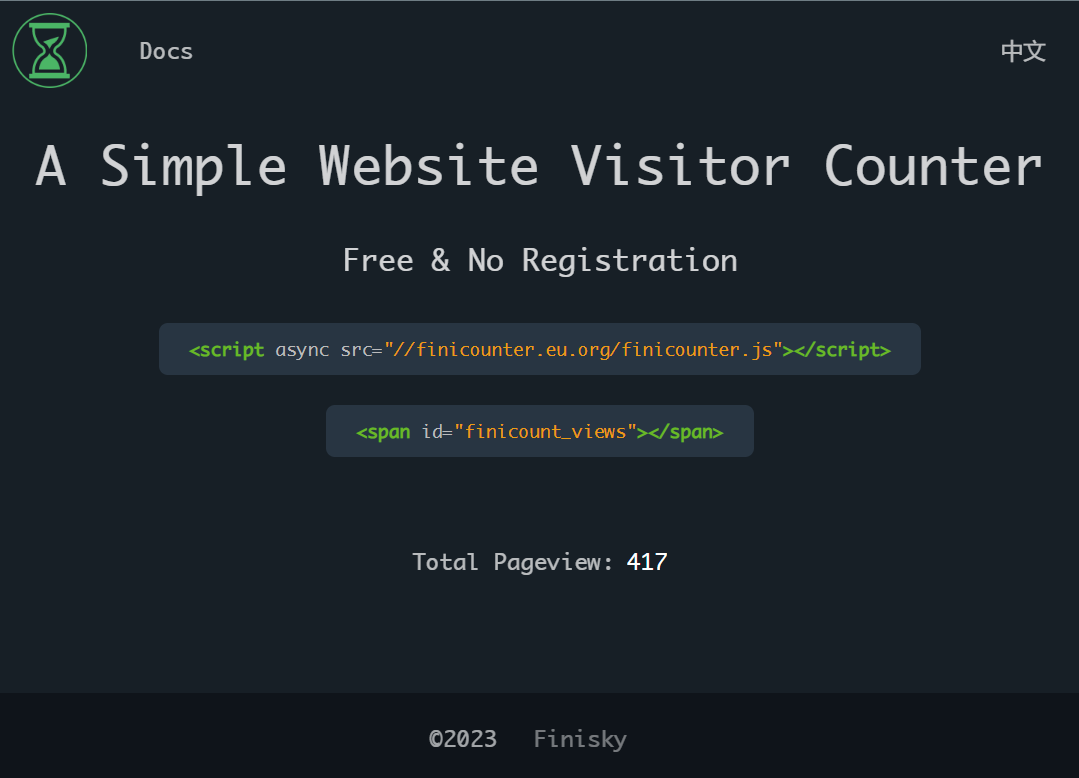 Docs
中文
A Simple Website Visitor Counter
Free & No Registration
<script async src="//finicounter.eu.org/finicounter.js"></script>
<span id="finicount_views"></span>
Total Pageview: 417
©2023 Finisky